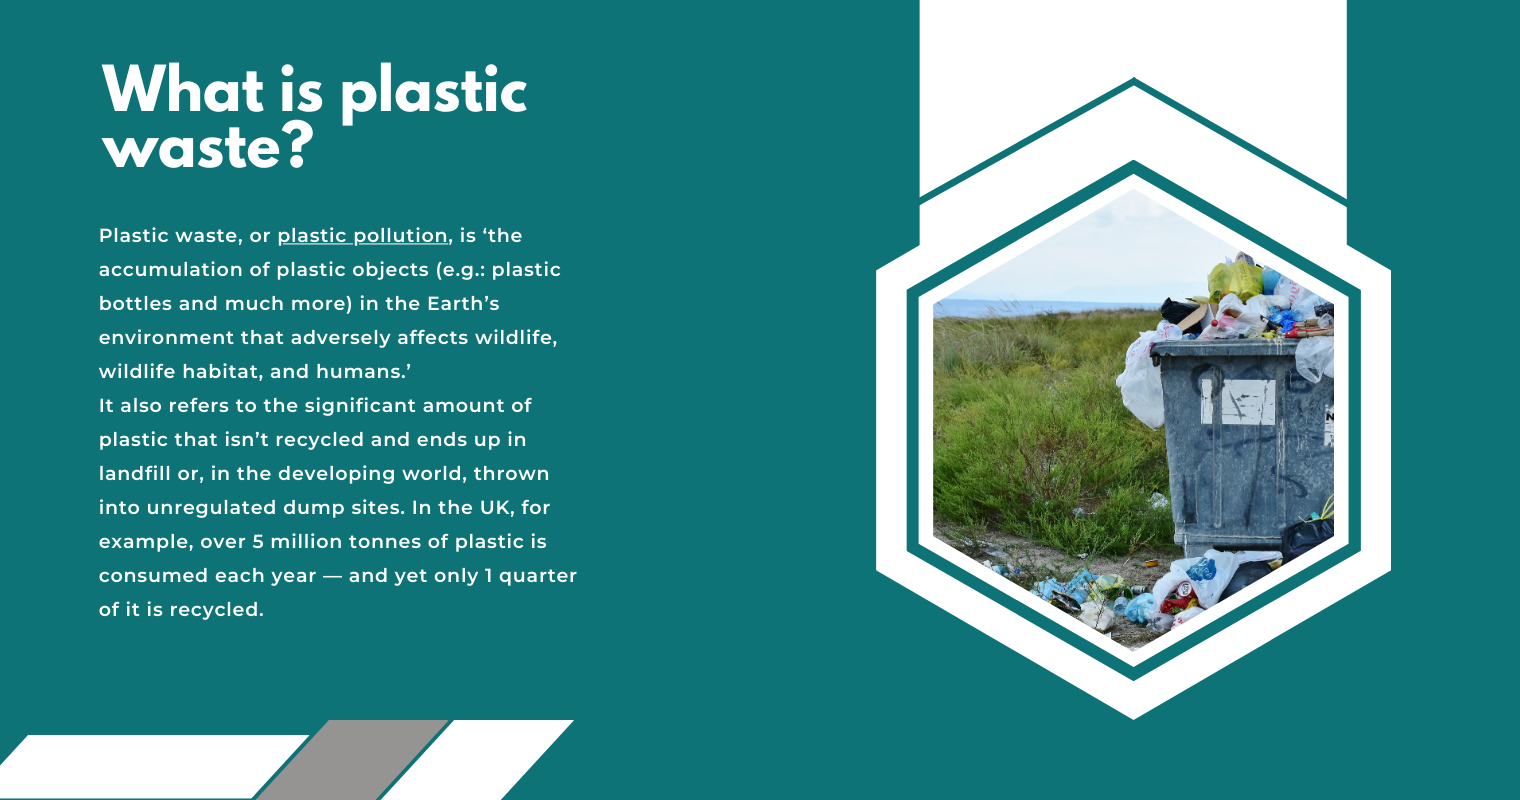 What is plastic
waste?
Plastic waste, or plastic pollution, is ‘the
accumulation of plastic objects (e.g.: plastic
bottles and much more) in the Earth’s
environment that adversely affects wildlife,
wildlife habitat, and humans.’
It also refers to the significant amount of
plastic that isn’t recycled and ends up in
landfill or, in the developing world, thrown
into unregulated dump sites. In the UK, for
example, over 5 million tonnes of plastic is
consumed each year — and yet only 1 quarter
of it is recycled.